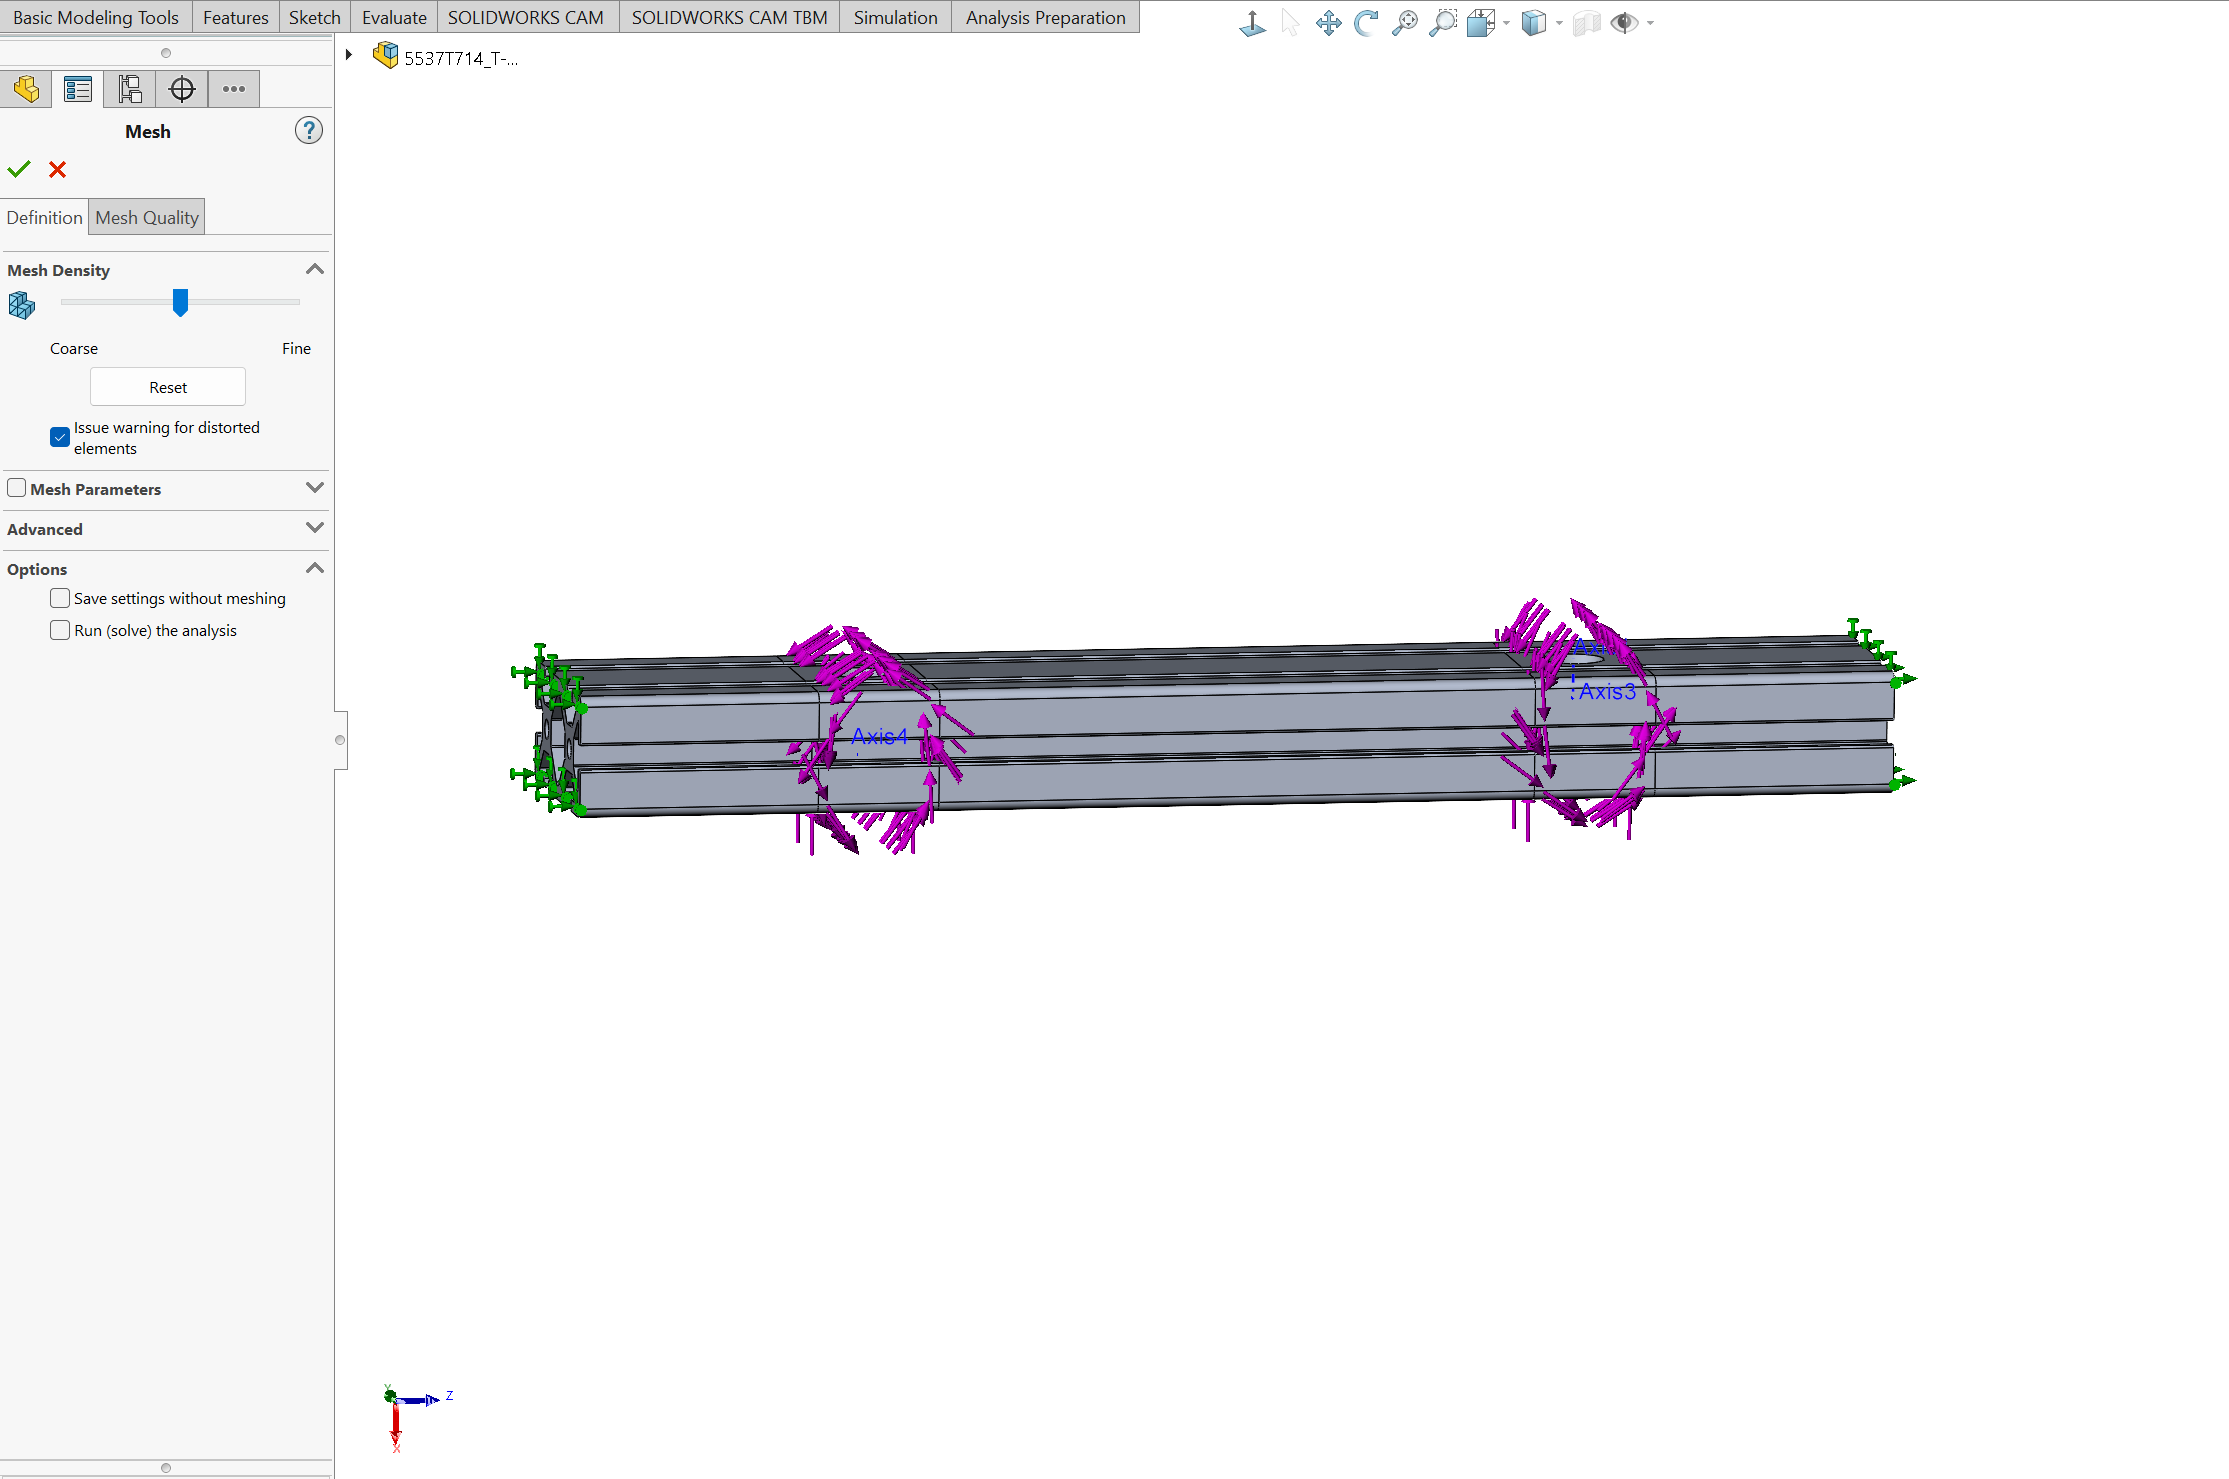 Basic Modeling Tools
Features
Sketch
Evaluate
SOLIDWORKS CAM
SOLIDWORKS CAM TBM
Simulation
Analysis Preparation
5537T714_T-...
Mesh
?
Definition
Mesh Quality
Mesh Density
Coarse
Fine
Reset
Issue warning for distorted
elements
Mesh Parameters
Advanced
Options
Save settings without meshing
Run (solve) the analysis
Axis3
Axis4
Y
Z
X